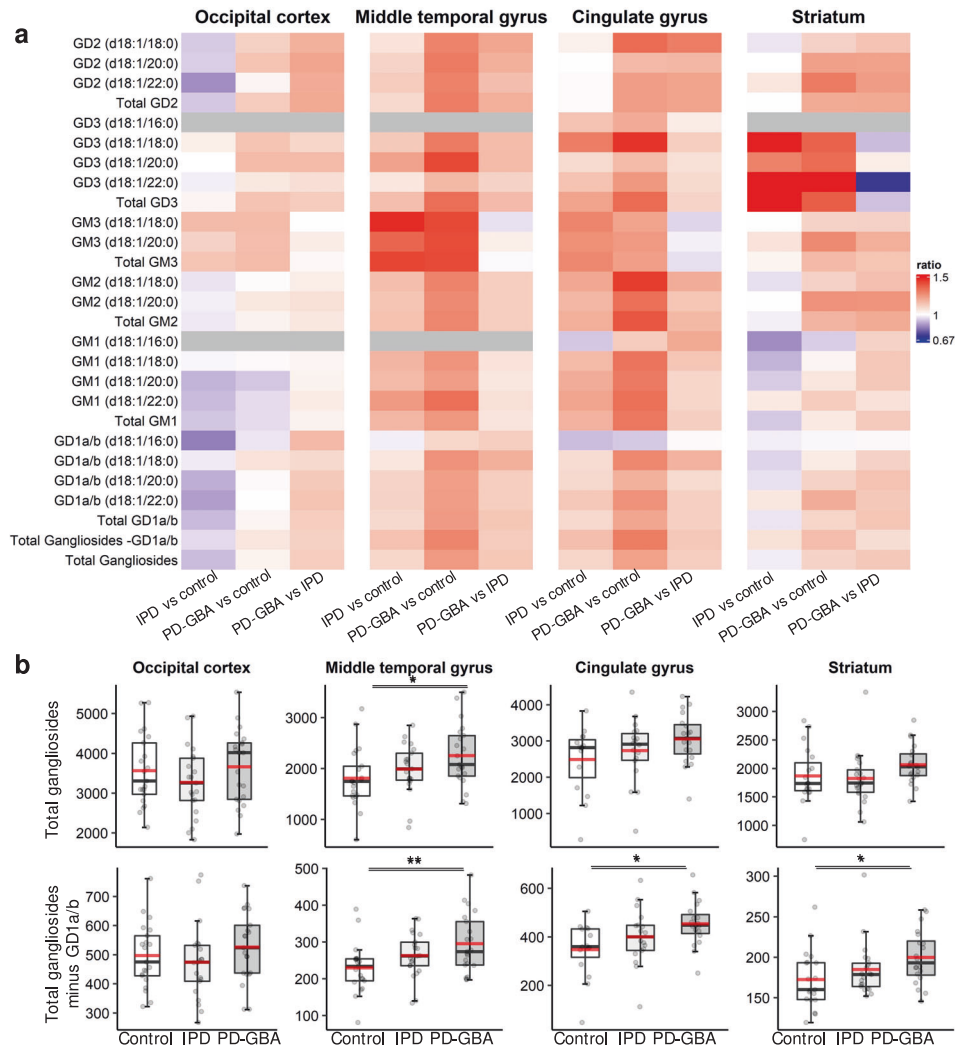 Occipital cortex Middle temporal gyrus Cingulate gyrus Striatum
a
GD2 (d18:1/18:0)
GD2 (d18:1/20:0)
GD2 (d18:1/22:0)
Total GD2
GD3 (d18:1/16:0)
GD3 (d18:1/18:0)
GD3 (d18:1/20:0)
GD3 (d18:1/22:0)
Total GD3
GM3 (d18:1/18:0)
GM3 (d18:1/20:0)
Total GM3
GM2 (d18:1/18:0)
GM2 (d18:1/20:0)
Total GM2
GM1 (d18:1/16:0)
GM1 (d18:1/18:0)
GM1 (d18:1/20:0)
GM1 (d18:1/22:0)
Total GM1
GD1a/b (d18:1/16:0)
GD1a/b (d18:1/18:0)
GD1a/b (d18:1/20:0)
GD1a/b (d18:1/22:0)
Total GD1a/b
Total Gangliosides -GD1a/b
Total Gangliosides
ratio
1.5
1
0.67
IPD vs control PD-GBA vs control PD-GBA vs IPD IPD vs control PD-GBA vs control PD-GBA vs IPD IPD vs control PD-GBA vs control PD-GBA vs IPD IPD vs control PD-GBA vs control PD-GBA vs IPD
b
Occipital cortex Middle temporal gyrus Cingulate gyrus Striatum
Total gangliosides
5000
4000
3000
2000
*
3000
2000
1000
4000
3000
2000
1000
3000
2500
2000
1500
1000
Total gangliosides
minus GD1a/b
700
600
500
400
300
**
500
400
300
200
100
*
600
400
200
0
*
300
250
200
150
Control IPD PD-GBA Control IPD PD-GBA Control IPD PD-GBA Control IPD PD-GBA